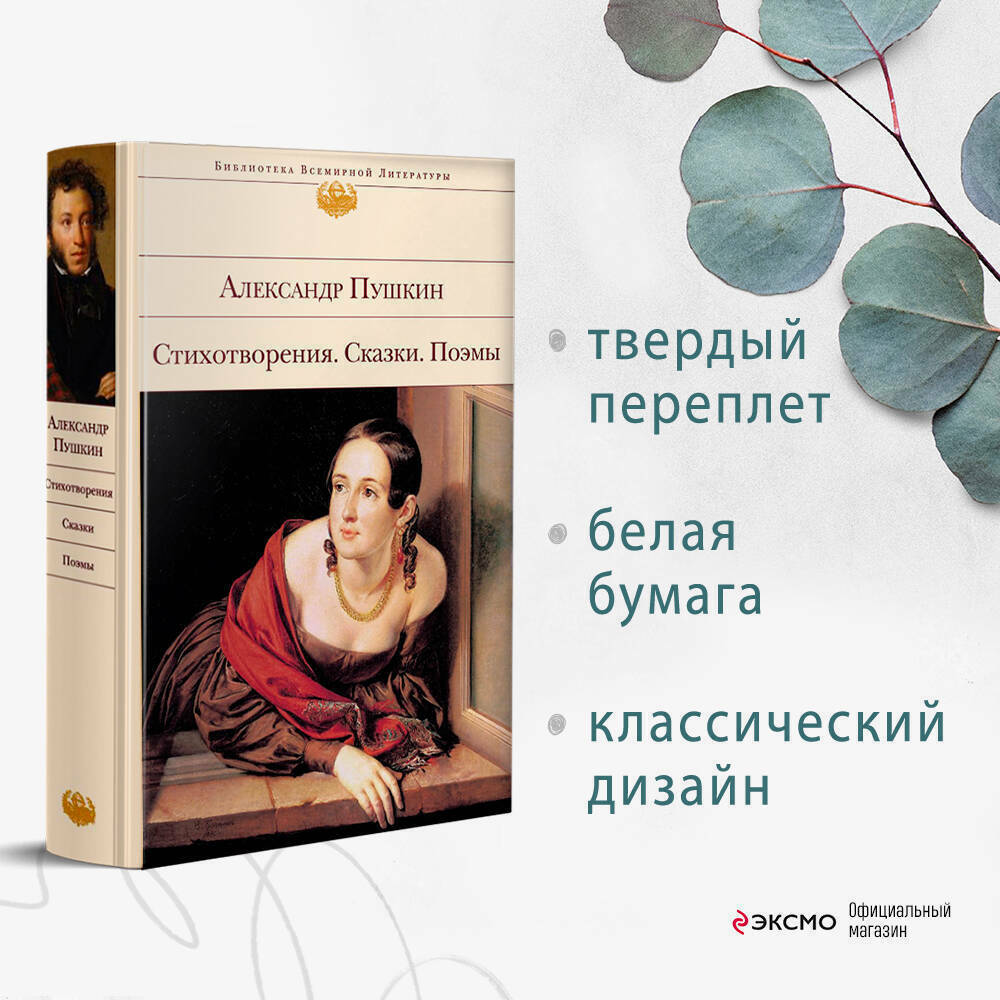 Библиотека Всемирной Литературы
Александр Пушкин
Стихотворения. Сказки. Поэмы
Александр
Пушкин
Стихотворения
Сказки
Поэмы
твердый
переплет
белая
бумага
классический
дизайн
ЭКСМО
Официальный
магазин